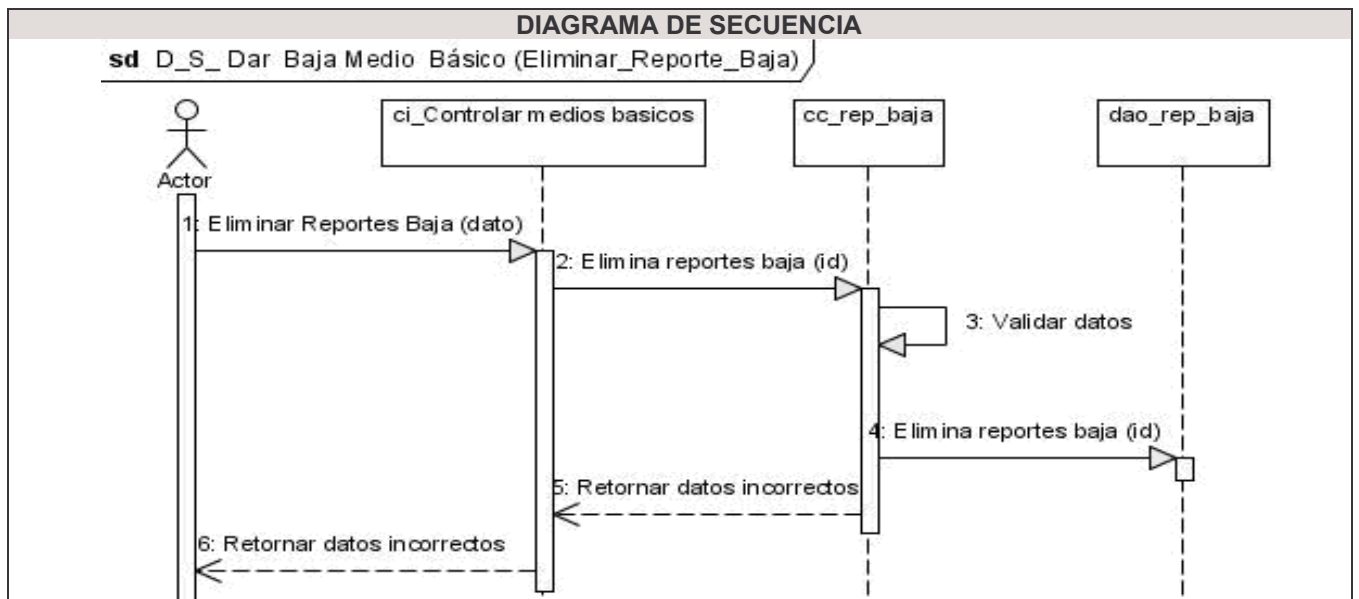 DIAGRAMA DE SECUENCIA
sd D_S_ Dar Baja Medio Básico (Eliminar_Reporte_Baja)
ci_Controlar medios basicos
cc_rep_baja
dao_rep_baja
Actor
1: Eliminar Reportes Baja (dato)
2: Elimina reportes baja (id)
3: Validar datos
4: Elimina reportes baja (id)
5: Retornar datos incorrectos
6: Retornar datos incorrectos